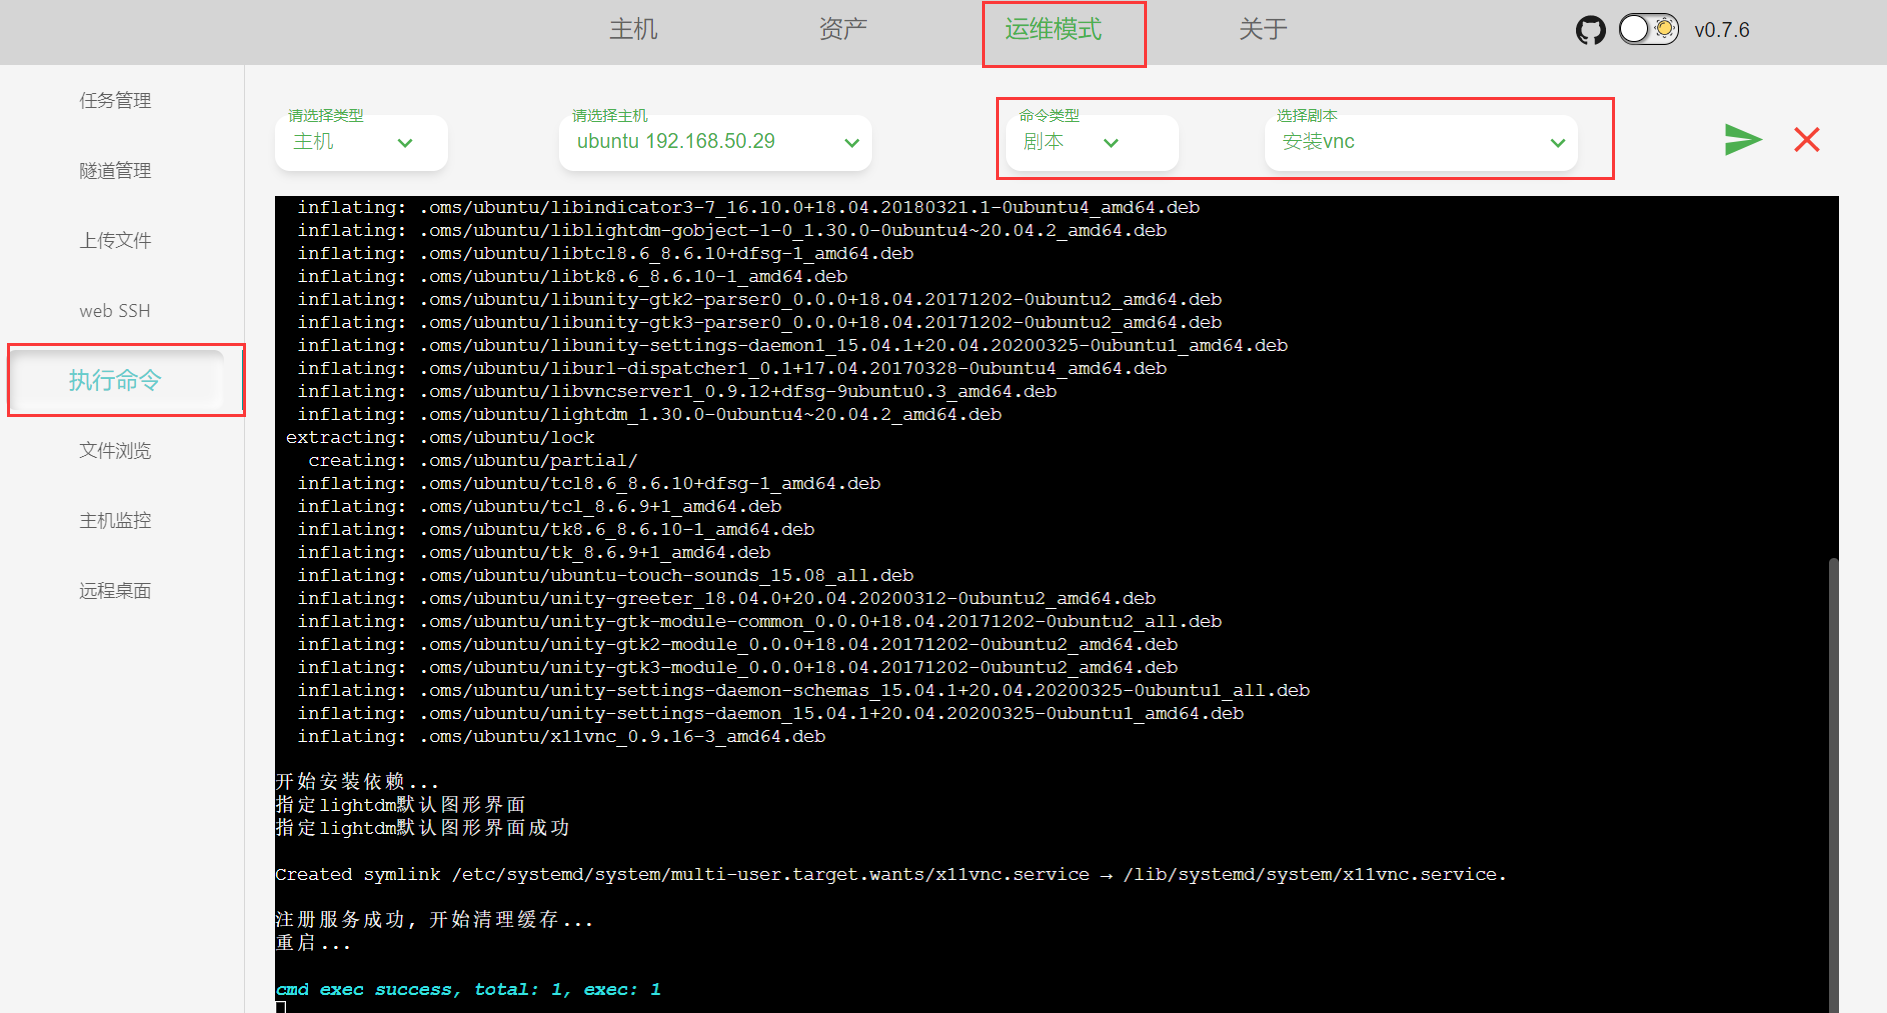 主机 资产 运维模式 关于 v0.7.6
任务管理
隧道管理
上传文件
web SSH
执行命令
文件浏览
主机监控
远程桌面
请选择类型 请选择主机 命令类型 选择剧本
主机 ubuntu 192.168.50.29 剧本 安装vnc
inflating: .oms/ubuntu/libindicator3-7_16.10.0+18.04.20180321.1-0ubuntu4_amd64.deb
inflating: .oms/ubuntu/liblightdm-gobject-1-0_1.30.0-0ubuntu4~20.04.2_amd64.deb
inflating: .oms/ubuntu/libtcl8.6_8.6.10+dfsg-1_amd64.deb
inflating: .oms/ubuntu/libtk8.6_8.6.10-1_amd64.deb
inflating: .oms/ubuntu/libunity-gtk2-parser0_0.0.0+18.04.20171202-0ubuntu2_amd64.deb
inflating: .oms/ubuntu/libunity-gtk3-parser0_0.0.0+18.04.20171202-0ubuntu2_amd64.deb
inflating: .oms/ubuntu/libunity-settings-daemon1_15.04.1+20.04.20200325-0ubuntu1_amd64.deb
inflating: .oms/ubuntu/liburl-dispatcher1_0.1+17.04.20170328-0ubuntu4_amd64.deb
inflating: .oms/ubuntu/libvncserver1_0.9.12+dfsg-9ubuntu0.3_amd64.deb
inflating: .oms/ubuntu/lightdm_1.30.0-0ubuntu4~20.04.2_amd64.deb
extracting: .oms/ubuntu/lock
creating: .oms/ubuntu/partial/
inflating: .oms/ubuntu/tcl8.6_8.6.10+dfsg-1_amd64.deb
inflating: .oms/ubuntu/tcl_8.6.9+1_amd64.deb
inflating: .oms/ubuntu/tk8.6_8.6.10-1_amd64.deb
inflating: .oms/ubuntu/tk_8.6.9+1_amd64.deb
inflating: .oms/ubuntu/ubuntu-touch-sounds_15.08_all.deb
inflating: .oms/ubuntu/unity-greeter_18.04.0+20.04.20200312-0ubuntu2_amd64.deb
inflating: .oms/ubuntu/unity-gtk-module-common_0.0.0+18.04.20171202-0ubuntu2_all.deb
inflating: .oms/ubuntu/unity-gtk2-module_0.0.0+18.04.20171202-0ubuntu2_amd64.deb
inflating: .oms/ubuntu/unity-gtk3-module_0.0.0+18.04.20171202-0ubuntu2_amd64.deb
inflating: .oms/ubuntu/unity-settings-daemon-schemas_15.04.1+20.04.20200325-0ubuntu1_all.deb
inflating: .oms/ubuntu/unity-settings-daemon_15.04.1+20.04.20200325-0ubuntu1_amd64.deb
inflating: .oms/ubuntu/x11vnc_0.9.16-3_amd64.deb
开始安装依赖...
指定lightdm默认图形界面
指定lightdm默认图形界面成功
Created symlink /etc/systemd/system/multi-user.target.wants/x11vnc.service → /lib/systemd/system/x11vnc.service.
注册服务成功, 开始清理缓存...
重启...
cmd exec success, total: 1, exec: 1